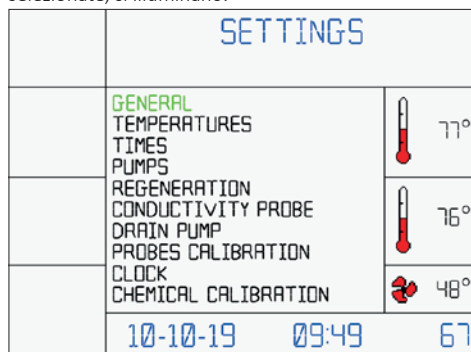 SETTINGS
GENERAL
TEMPERATURES
TIMES
PUMPS
REGENERATION
CONDUCTIVITY PROBE
DRAIN PUMP
PROBES CALIBRATION
CLOCK
CHEMICAL CALIBRATION
77°
76°
48°
10-10-19 09:49 67